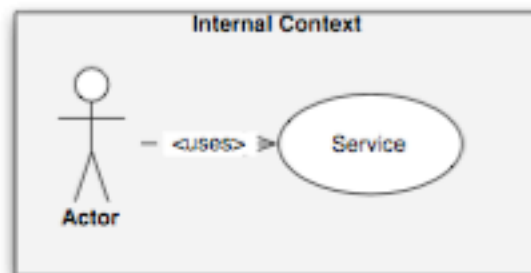 Internal Context
<uses>
Service
Actor